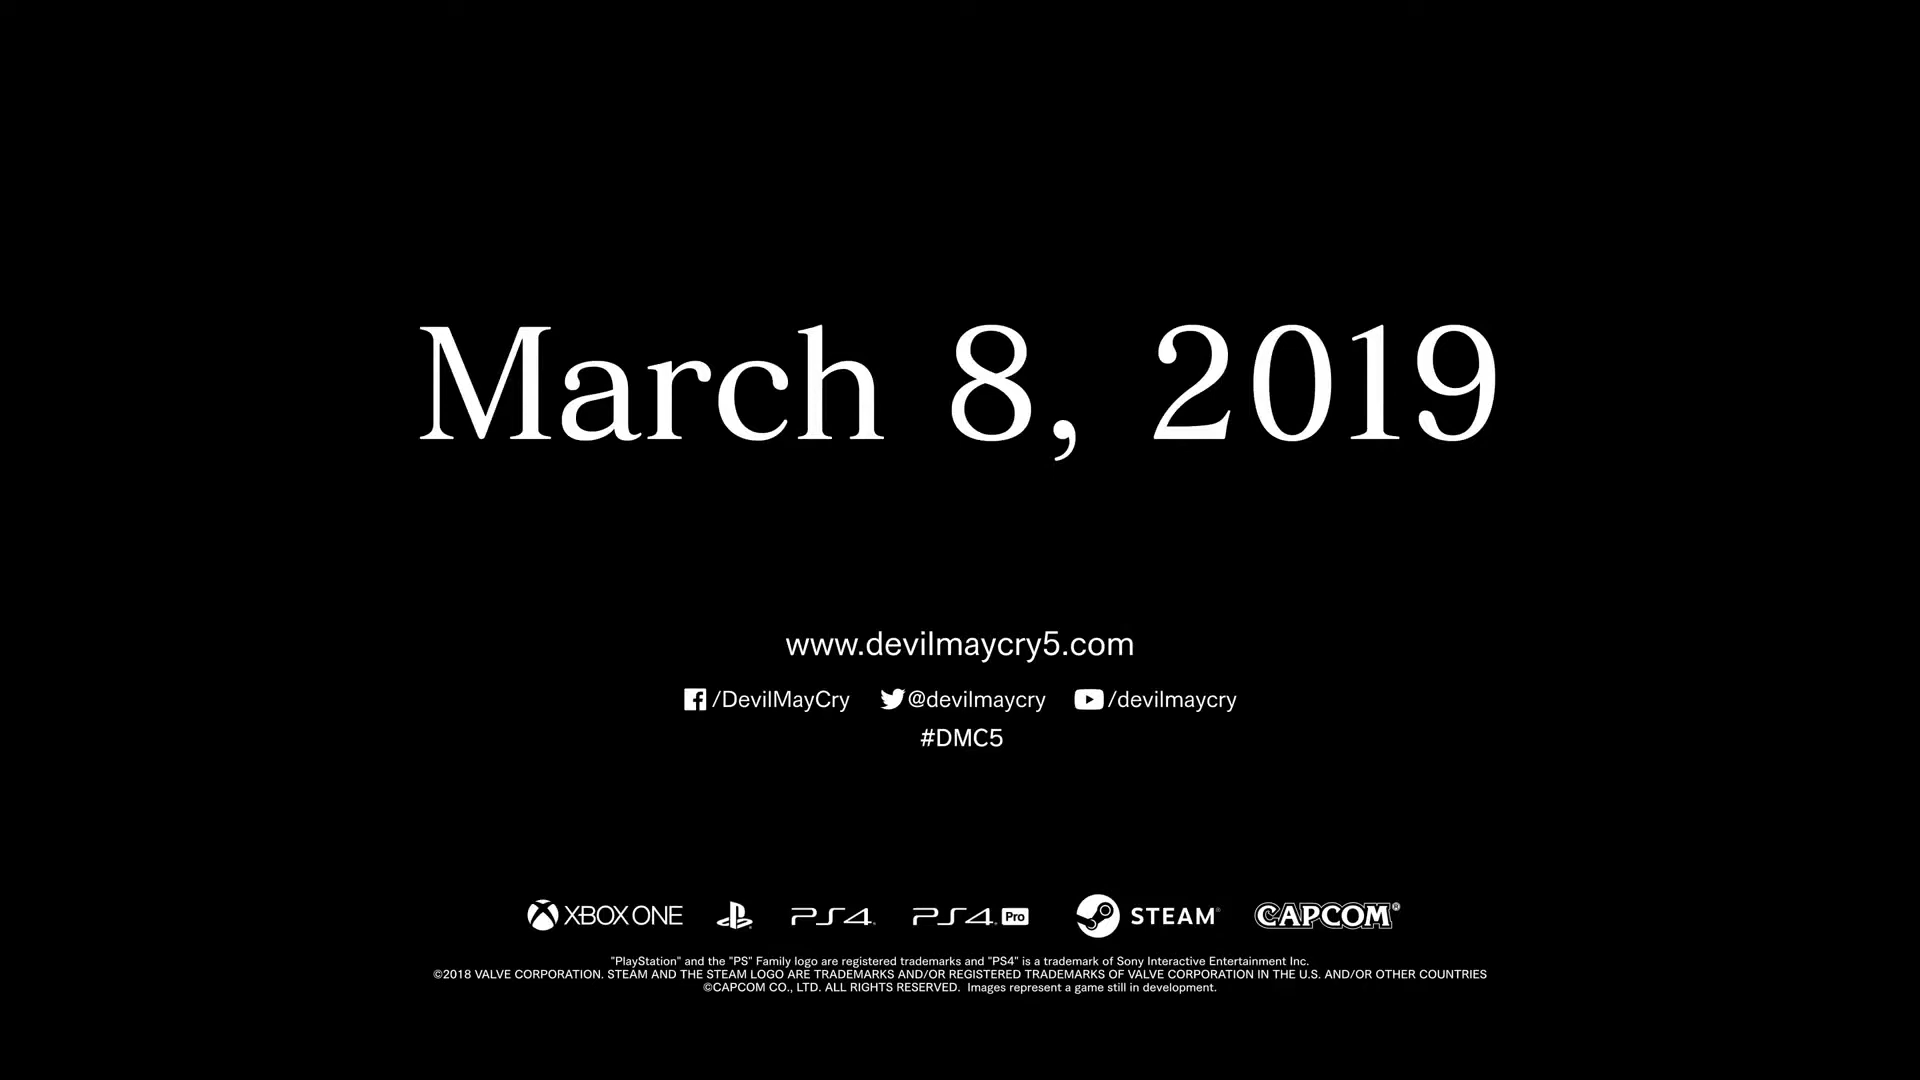 March 8, 2019
www.devilmaycry5.com
/DevilMayCry @devilmaycry /devilmaycry
#DMC5
XBOX ONE PS4 PS4 Pro STEAM® CAPCOM®
"PlayStation" and the "PS" Family logo are registered trademarks and "PS4" is a trademark of Sony Interactive Entertainment Inc.
©2018 VALVE CORPORATION. STEAM AND THE STEAM LOGO ARE TRADEMARKS AND/OR REGISTERED TRADEMARKS OF VALVE CORPORATION IN THE U.S. AND/OR OTHER COUNTRIES
©CAPCOM CO., LTD. ALL RIGHTS RESERVED. Images represent a game still in development.